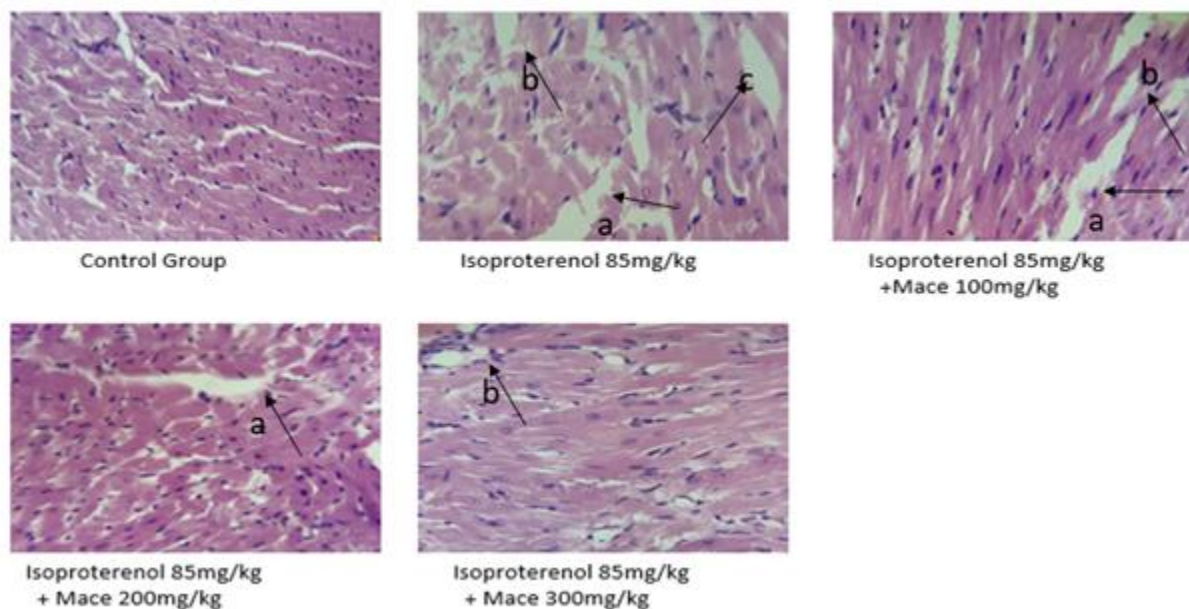 b
c
a
b
a
Control Group
Isoproterenol 85mg/kg
Isoproterenol 85mg/kg
+Mace 100mg/kg
a
b
Isoproterenol 85mg/kg
+ Mace 200mg/kg
Isoproterenol 85mg/kg
+ Mace 300mg/kg